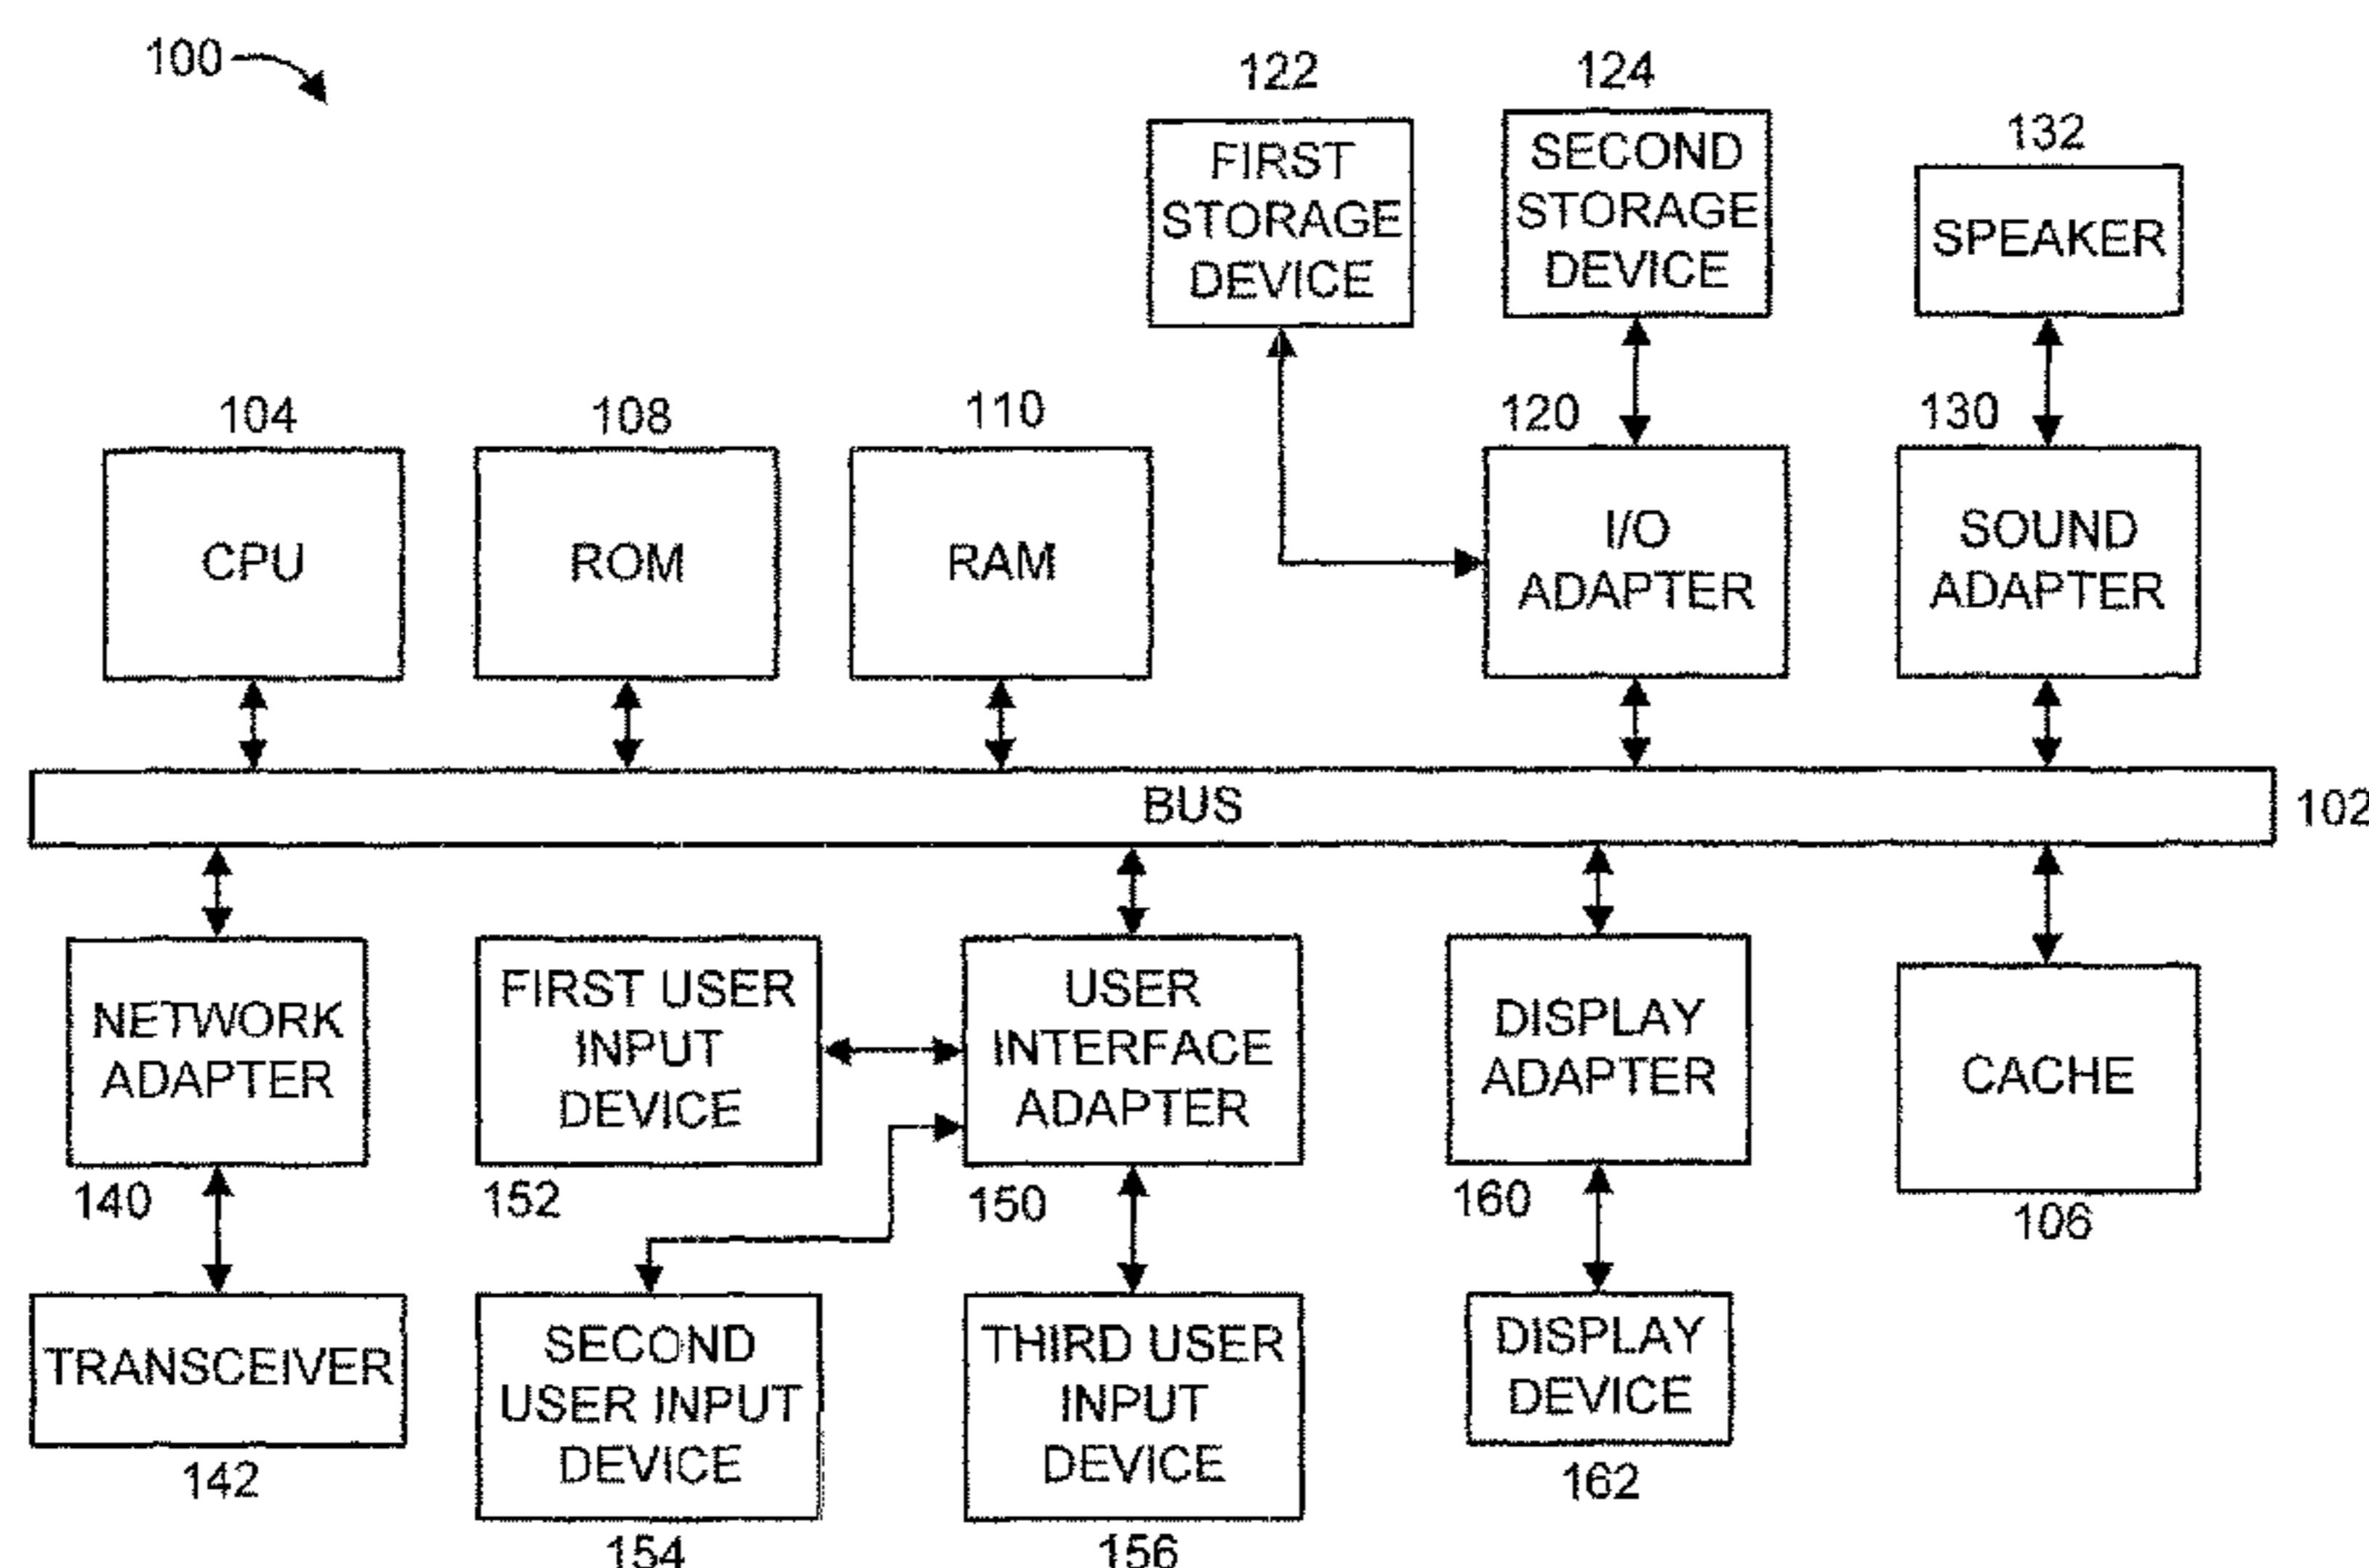 100
122
FIRST
STORAGE
DEVICE
124
SECOND
STORAGE
DEVICE
132
SPEAKER
104
CPU
108
ROM
110
RAM
120
I/O
ADAPTER
130
SOUND
ADAPTER
BUS
102
NETWORK
ADAPTER
140
FIRST USER
INPUT
DEVICE
152
USER
INTERFACE
ADAPTER
150
DISPLAY
ADAPTER
160
CACHE
106
TRANSCEIVER
142
SECOND
USER INPUT
DEVICE
154
THIRD USER
INPUT
DEVICE
156
DISPLAY
DEVICE
162